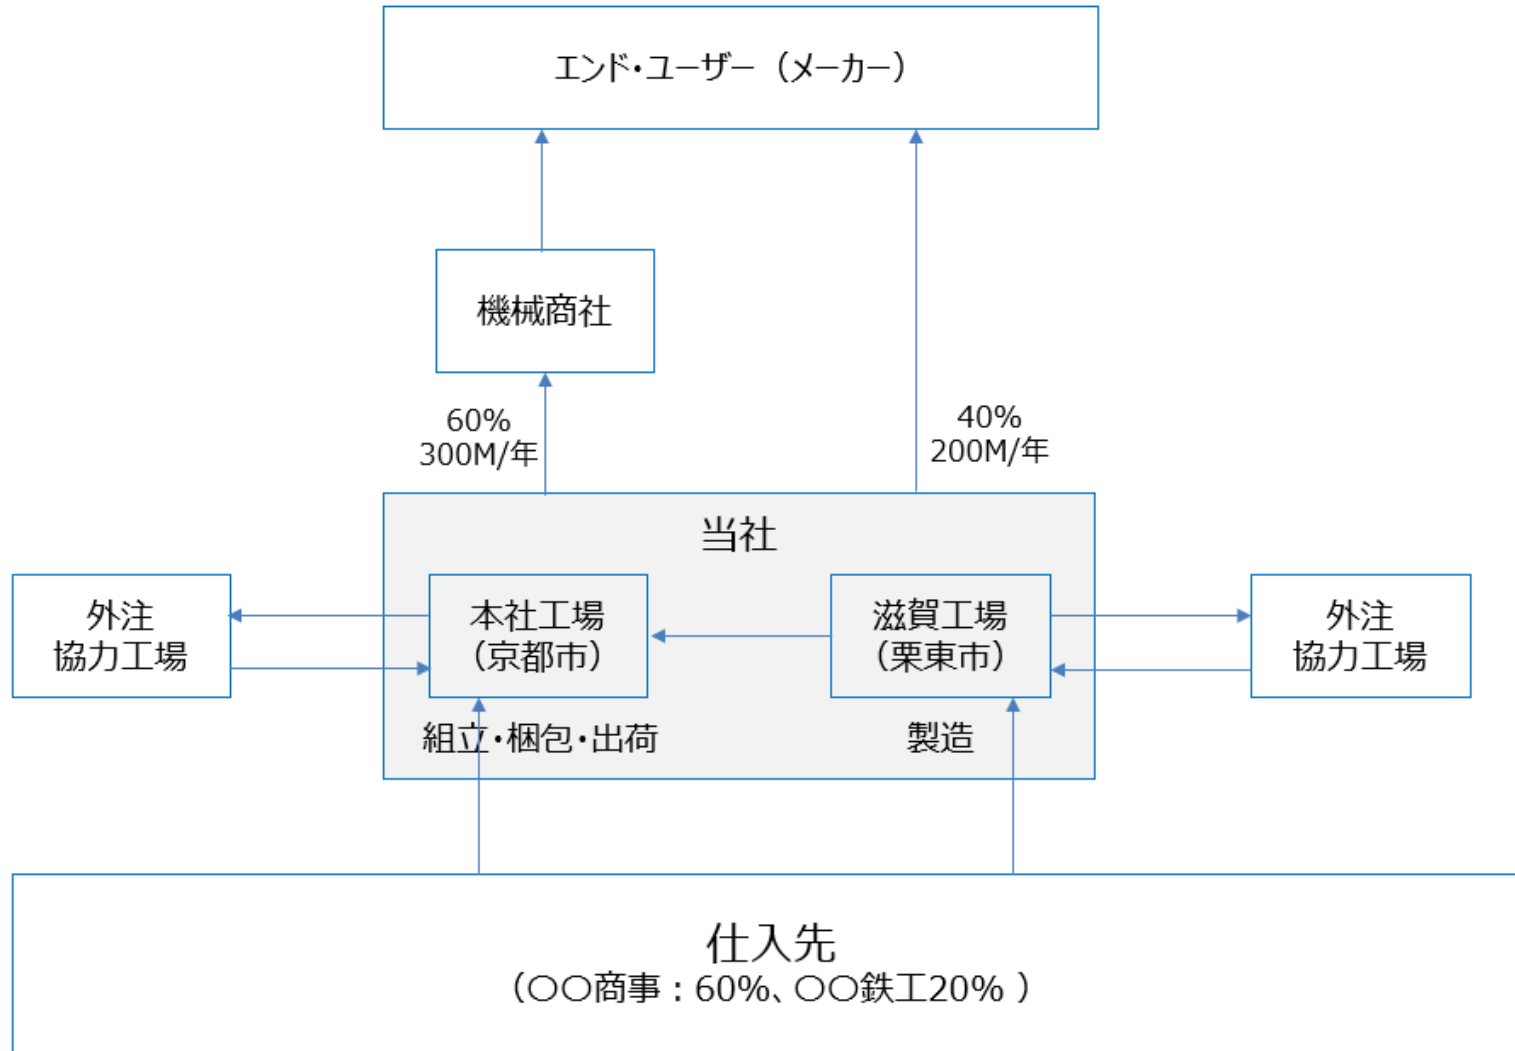 エンド・ユーザー（メーカー）
機械商社
60%
300M/年
40%
200M/年
当社
外注
協力工場
本社工場
（京都市）
滋賀工場
（栗東市）
外注
協力工場
組立・梱包・出荷
製造
仕入先
（〇〇商事：60%、〇〇鉄工20% ）